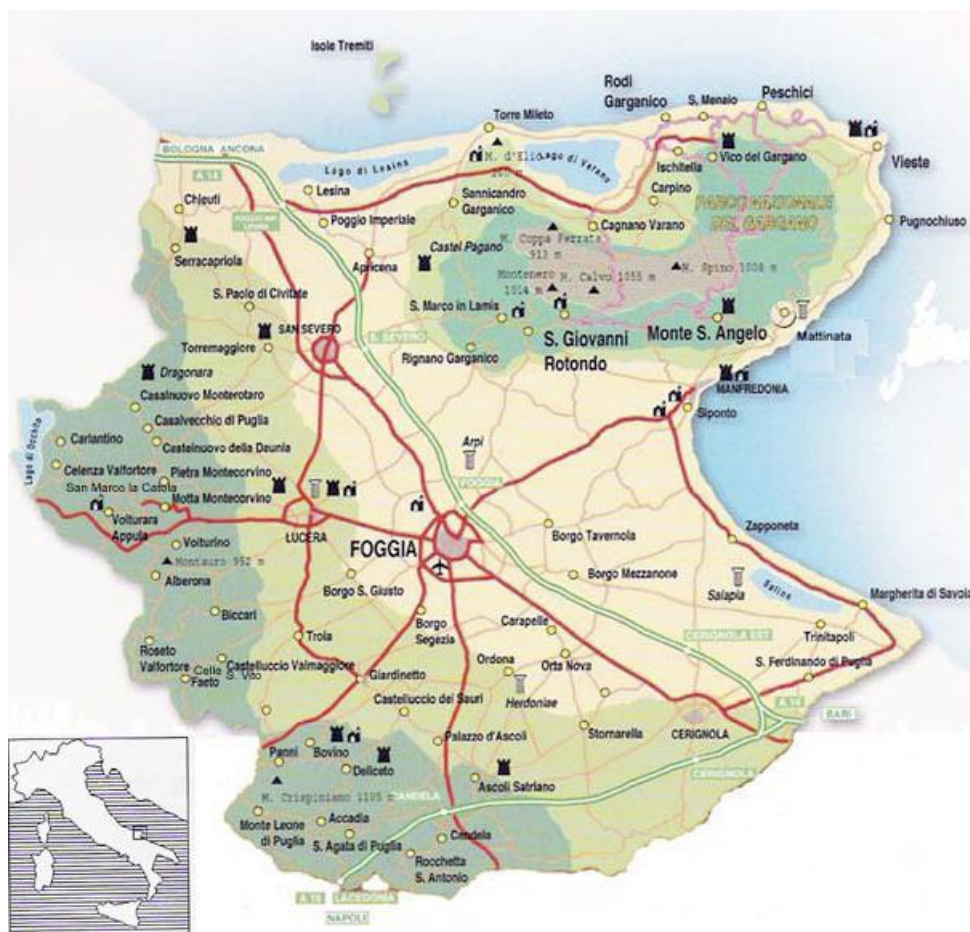 Isole Tremiti
Rodi
Garganico
S. Menaio
Peschici
Torre Mileto
BOLOGNA ANCONA
A 14
Lago di Lesina
M. d'Elio
Lago di Varano
Ischitella
Vico del Gargano
Vieste
Lesina
Chieuti
Poggio Imperiale
Sannicandro
Garganico
Carpino
PARCO NAZIONALE
DEL GARGANO
Cagnano Varano
Pugnochiuso
Serracapriola
Apricena
Castel Pagano
M. Coppa Ferrata
913 m
Montenero
1014 m
M. Calvo 1055 m
M. Spino 1008 m
S. Paolo di Civitate
S. Marco in Lamis
SAN SEVERO
S. SEVERO
Torremaggiore
Rignano Garganico
S. Giovanni
Rotondo
Monte S. Angelo
Mattinata
Dragonara
MANFREDONIA
Siponto
Casalnuovo Monterotaro
Casalvecchio di Puglia
Carlantino
Castelnuovo della Daunia
Lago di Occhito
Arpi
Celenza Valfortore
Pietra Montecorvino
San Marco la Catola
Motta Montecorvino
FOGGIA
Volturara
Appula
LUCERA
FOGGIA
Volturino
Montauro 952 m
Alberona
Borgo Tavernola
Zapponeta
Borgo S. Giusto
Borgo Mezzanone
Salapia
Saline
Margherita di Savoia
Biccari
Borgo
Segezia
Troia
Carapelle
CERIGNOLA EST
Trinitapoli
Roseto
Valfortore
Celle
S. Vito
Castelluccio Valmaggiore
Faeto
Giardinetto
Ordona
Orta Nova
S. Ferdinando di Puglia
Herdoniae
Castelluccio dei Sauri
A 14
BARI
Stornarella
CERIGNOLA
Panni
Bovino
Palazzo d'Ascoli
Deliceto
Ascoli Satriano
CERIGNOLA
M. Crispiniano 1105 m
CANDELA
Monte Leone
di Puglia
Accadia
S. Agata di Puglia
Candela
Rocchetta
S. Antonio
A 16
LACEDONIA
NAPOLI